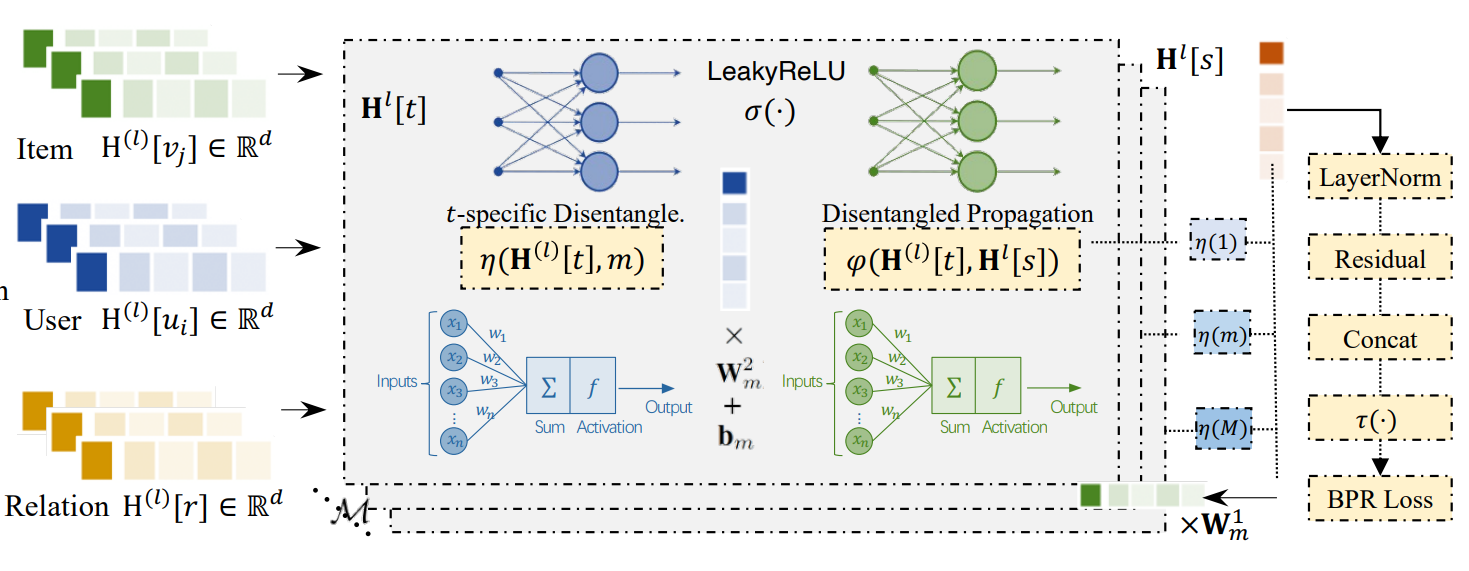 Item H^(l)[v_j] ∈ ℝ^d
User H^(l)[u_i] ∈ ℝ^d
Relation H^(l)[r] ∈ ℝ^d
n
H^l[t]
LeakyReLU
σ(·)
t-specific Disentangle.
η(H^(l)[t], m)
Disentangled Propagation
φ(H^(l)[t], H^l[s])
Inputs
x_1
x_2
x_3
⋮
x_n
w_1
w_2
w_3
w_n
Σ f
Sum Activation
Output
×
W_m^2
+
b_m
Inputs
x_1
x_2
x_3
⋮
x_n
w_1
w_2
w_3
w_n
Σ f
Sum Activation
Output
ℳ
H^l[s]
η(1)
η(m)
η(M)
×W_m^1
LayerNorm
Residual
Concat
τ(·)
BPR Loss